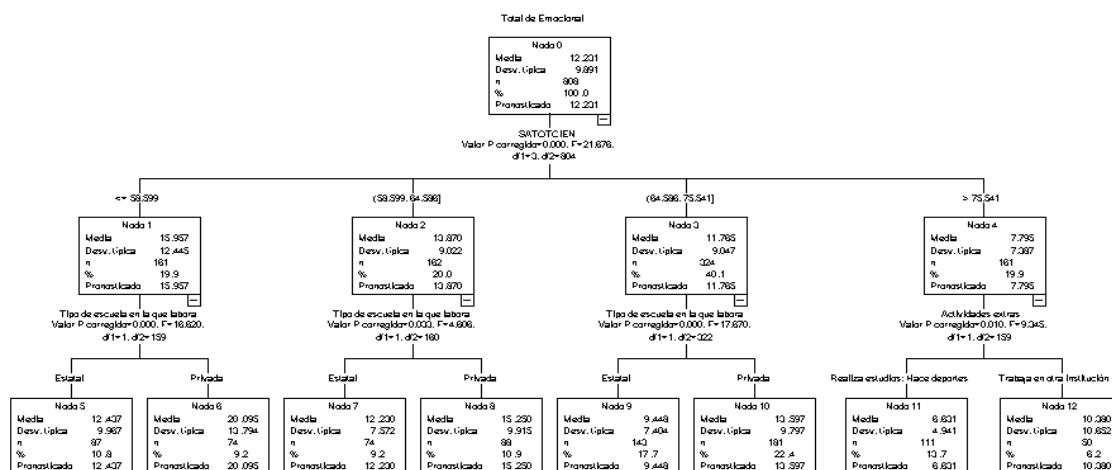 Total de Emocional
Nodo 0
Media 12.231
Desv. típica 9.891
n 808
% 100.0
Pronosticado 12.231
SATOTCIEN
Valor P corregido=0.000, F=21.676,
df1=3, df2=804
<= 58.599
(58.599, 64.586]
(64.586, 75.541]
> 75.541
Nodo 1
Media 15.957
Desv. típica 12.445
n 161
% 19.9
Pronosticado 15.957
Nodo 2
Media 13.870
Desv. típica 9.022
n 162
% 20.0
Pronosticado 13.870
Nodo 3
Media 11.765
Desv. típica 9.047
n 324
% 40.1
Pronosticado 11.765
Nodo 4
Media 7.795
Desv. típica 7.387
n 161
% 19.9
Pronosticado 7.795
Tipo de escuela en la que labora
Valor P corregido=0.000, F=16.620,
df1=1, df2=159
Tipo de escuela en la que labora
Valor P corregido=0.033, F=4.606,
df1=1, df2=160
Tipo de escuela en la que labora
Valor P corregido=0.000, F=17.670,
df1=1, df2=322
Actividades extras
Valor P corregido=0.010, F=9.345,
df1=1, df2=159
Estatal
Privada
Estatal
Privada
Estatal
Privada
Realiza estudios; Hace deportes
Trabaja en otra Institución
Nodo 5
Media 12.437
Desv. típica 9.967
n 87
% 10.8
Pronosticado 12.437
Nodo 6
Media 20.095
Desv. típica 13.794
n 74
% 9.2
Pronosticado 20.095
Nodo 7
Media 12.230
Desv. típica 7.572
n 74
% 9.2
Pronosticado 12.230
Nodo 8
Media 15.250
Desv. típica 9.915
n 88
% 10.9
Pronosticado 15.250
Nodo 9
Media 9.448
Desv. típica 7.404
n 143
% 17.7
Pronosticado 9.448
Nodo 10
Media 13.597
Desv. típica 9.797
n 181
% 22.4
Pronosticado 13.597
Nodo 11
Media 6.631
Desv. típica 4.941
n 111
% 13.7
Pronosticado 6.631
Nodo 12
Media 10.380
Desv. típica 10.652
n 50
% 6.2
Pronosticado 10.380